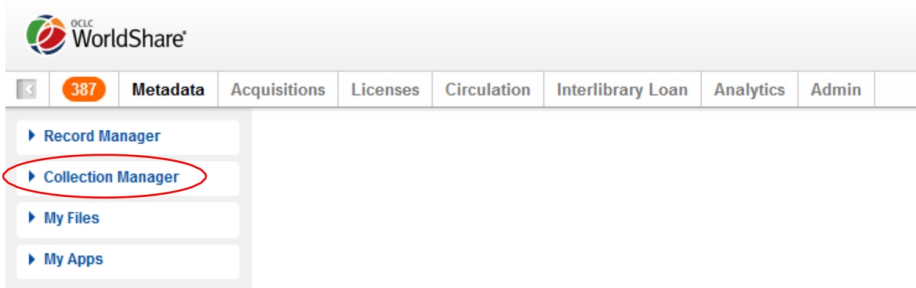 OCLC
WorldShare®
387 Metadata Acquisitions Licenses Circulation Interlibrary Loan Analytics Admin
Record Manager
Collection Manager
My Files
My Apps